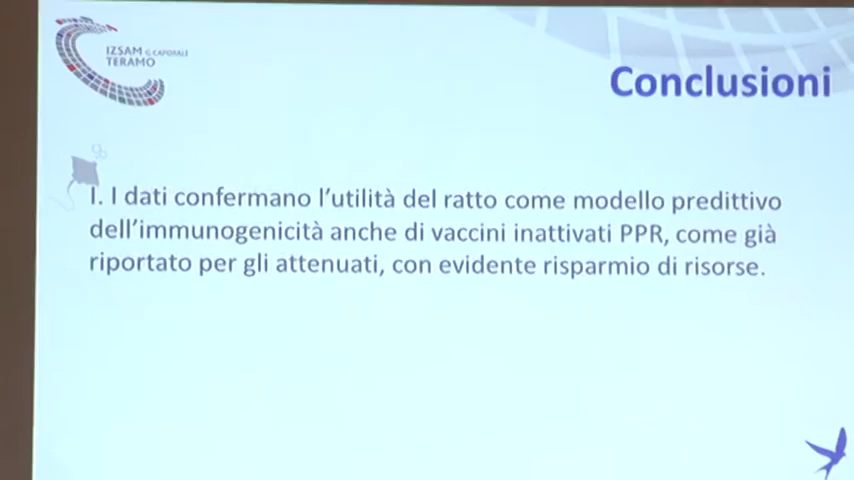 IZSAM G.CAPORALE
TERAMO
Conclusioni
I. I dati confermano l'utilità del ratto come modello predittivo
dell'immunogenicità anche di vaccini inattivati PPR, come già
riportato per gli attenuati, con evidente risparmio di risorse.